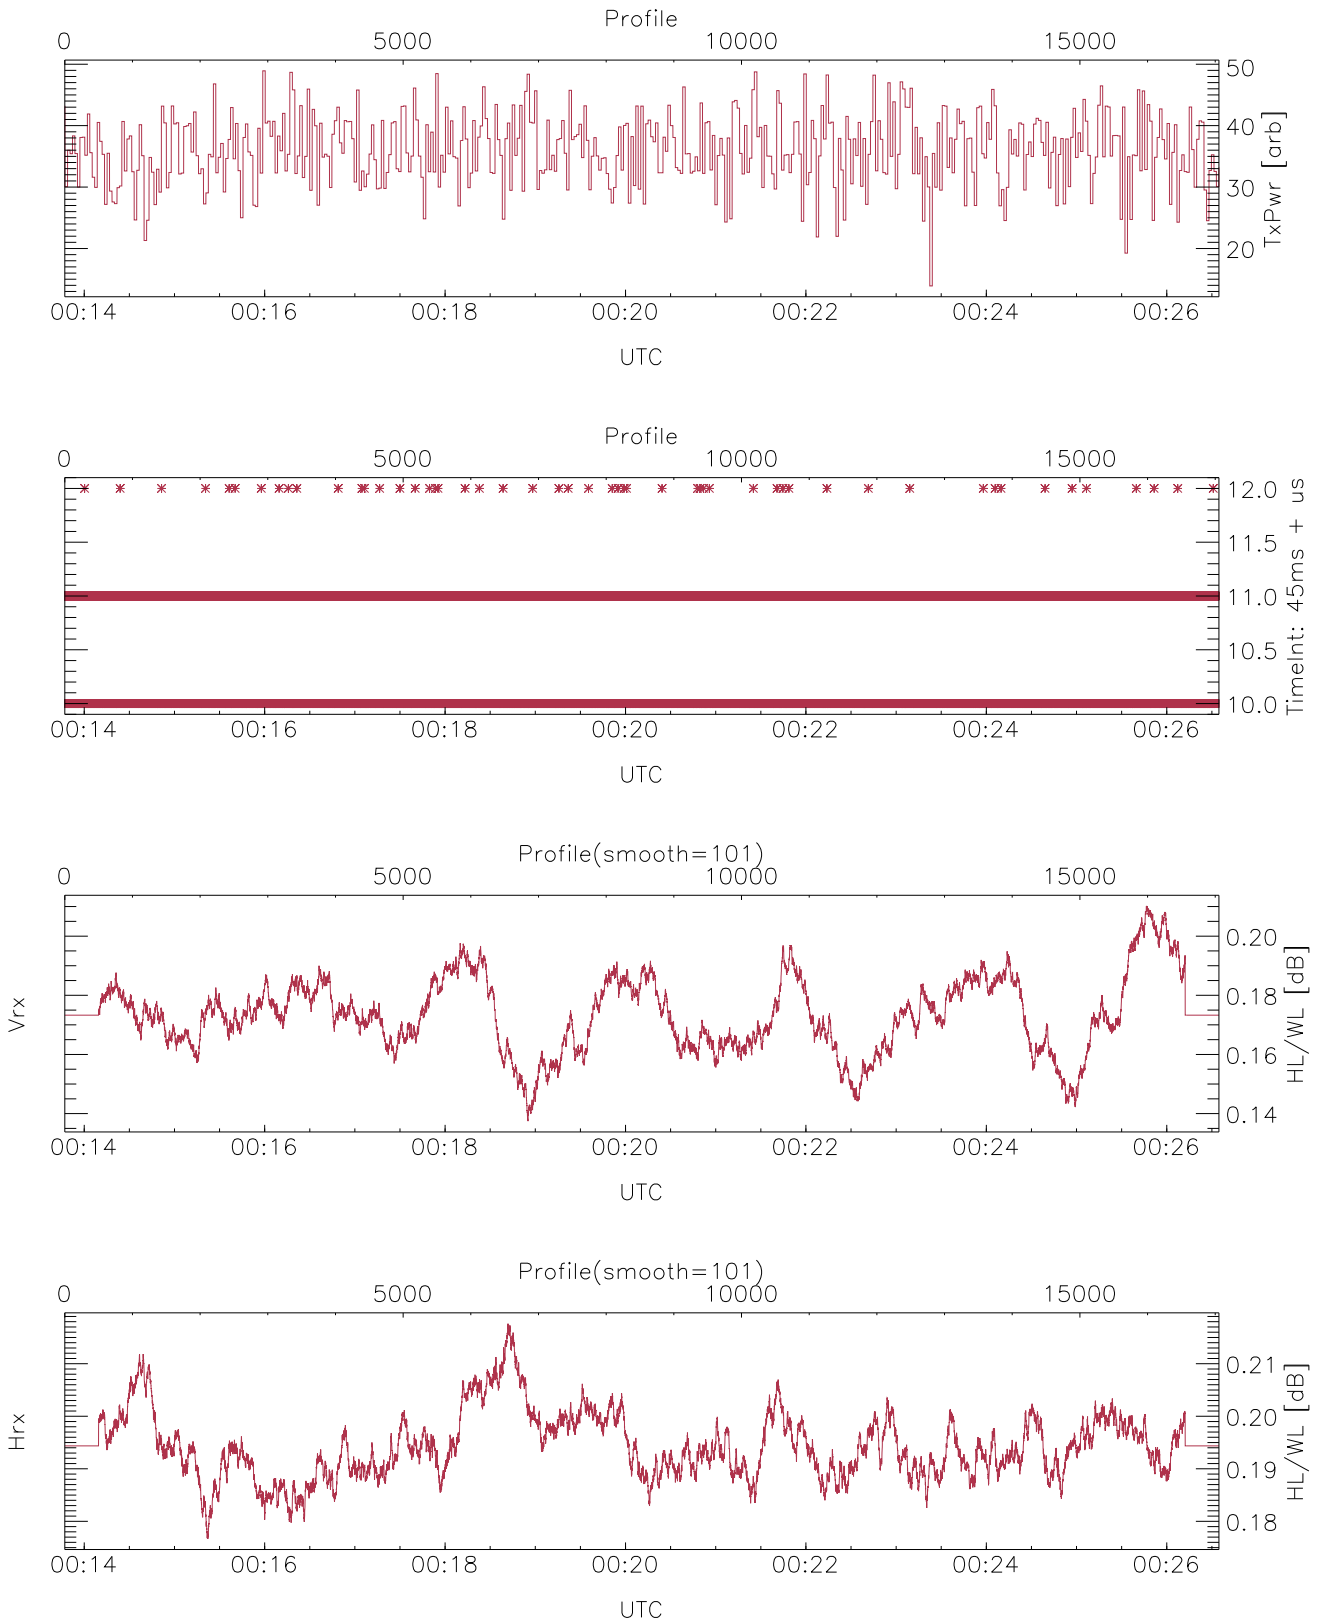 Profile
0 5000 10000 15000
50
40
30
20
TxPwr [arb]
00:14 00:16 00:18 00:20 00:22 00:24 00:26
UTC
Profile
0 5000 10000 15000
12.0
11.5
11.0
10.5
10.0
TimeInt: 45ms + us
00:14 00:16 00:18 00:20 00:22 00:24 00:26
UTC
Profile(smooth=101)
0 5000 10000 15000
Vrx
0.20
0.18
0.16
0.14
HL/WL [dB]
00:14 00:16 00:18 00:20 00:22 00:24 00:26
UTC
Profile(smooth=101)
0 5000 10000 15000
Hrx
0.21
0.20
0.19
0.18
HL/WL [dB]
00:14 00:16 00:18 00:20 00:22 00:24 00:26
UTC